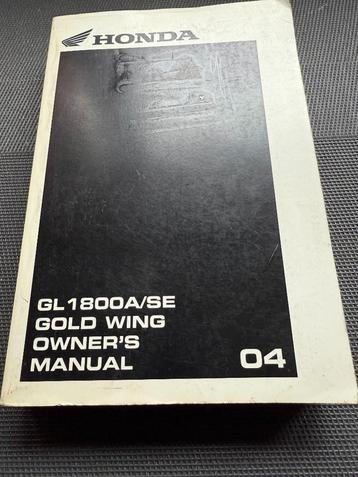 HONDA
GL1800A/SE
GOLD WING
OWNER'S
MANUAL 04